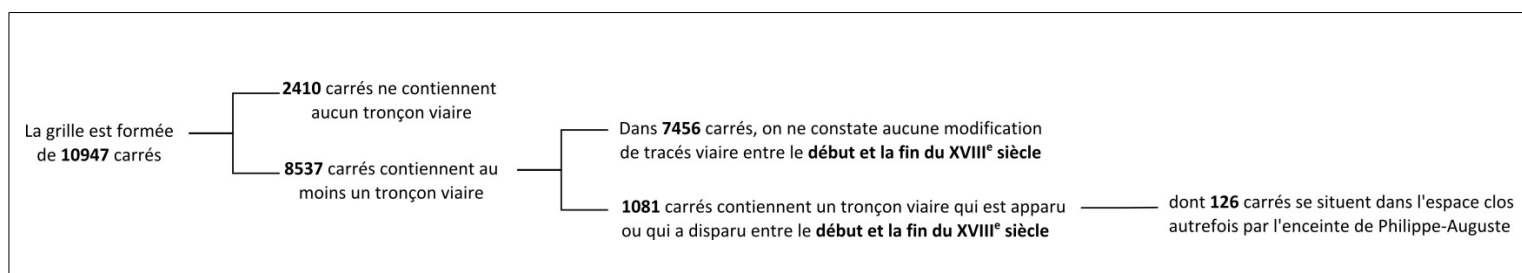 La grille est formée
de 10947 carrés
2410 carrés ne contiennent
aucun tronçon viaire
8537 carrés contiennent au
moins un tronçon viaire
Dans 7456 carrés, on ne constate aucune modification
de tracés viaire entre le début et la fin du XVIIIe siècle
1081 carrés contiennent un tronçon viaire qui est apparu
ou qui a disparu entre le début et la fin du XVIIIe siècle
dont 126 carrés se situent dans l'espace clos
autrefois par l'enceinte de Philippe-Auguste